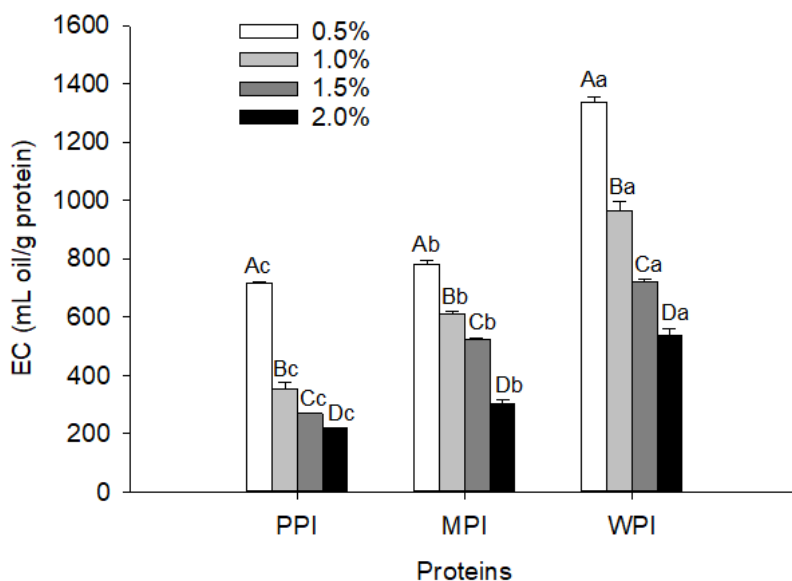 1600
1400
1200
1000
800
600
400
200
0
EC (mL oil/g protein)
0.5%
1.0%
1.5%
2.0%
Ac
Bc
Cc
Dc
Ab
Bb
Cb
Db
Aa
Ba
Ca
Da
PPI MPI WPI
Proteins